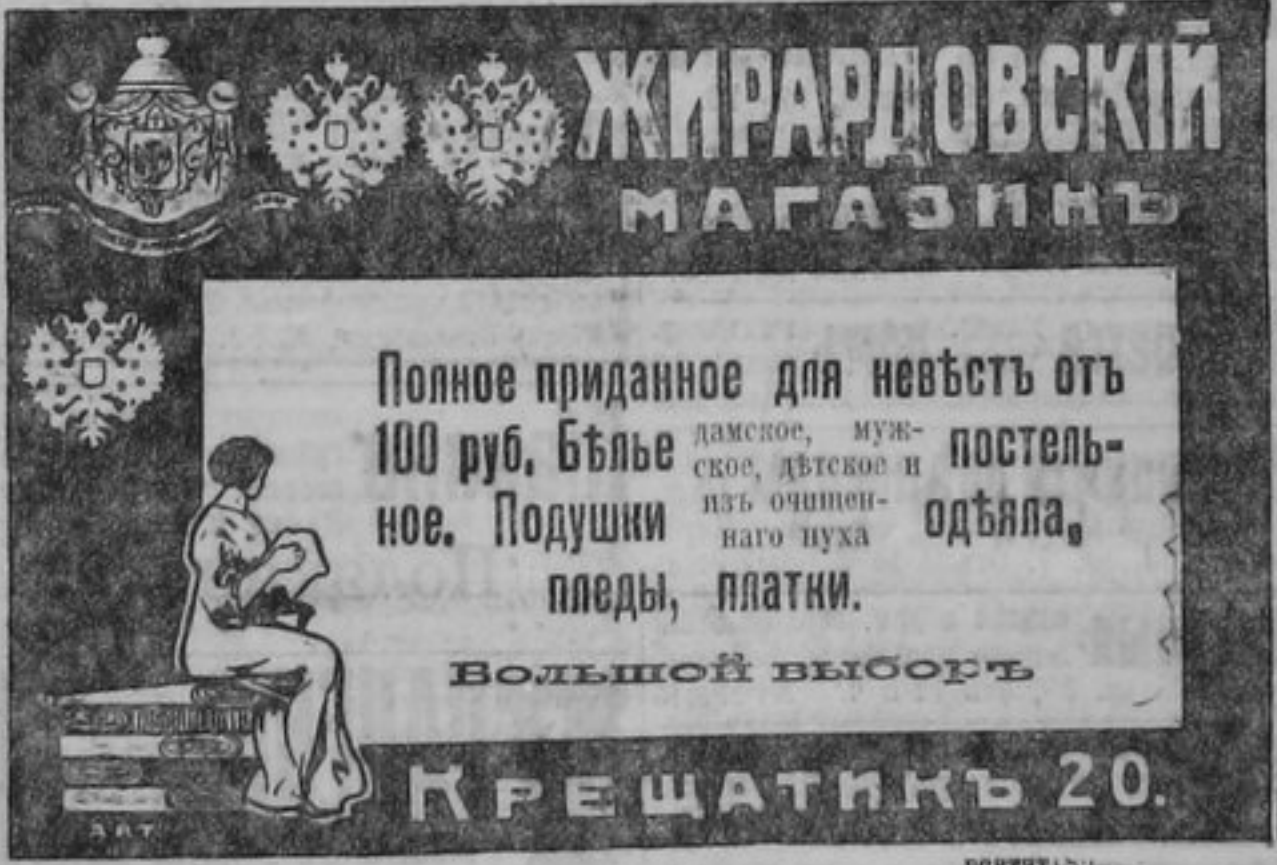 ЖИРАРДОВСКІЙ
МАГАЗИНЪ
Полное приданное для невѣстъ отъ
100 руб. Бѣлье дамское, муж-
ское, дѣтское и постель-
ное. Подушки изъ очищен-
наго пуха одѣяла,
пледы, платки.
Большой выборъ
КРЕЩАТИКЪ 20.